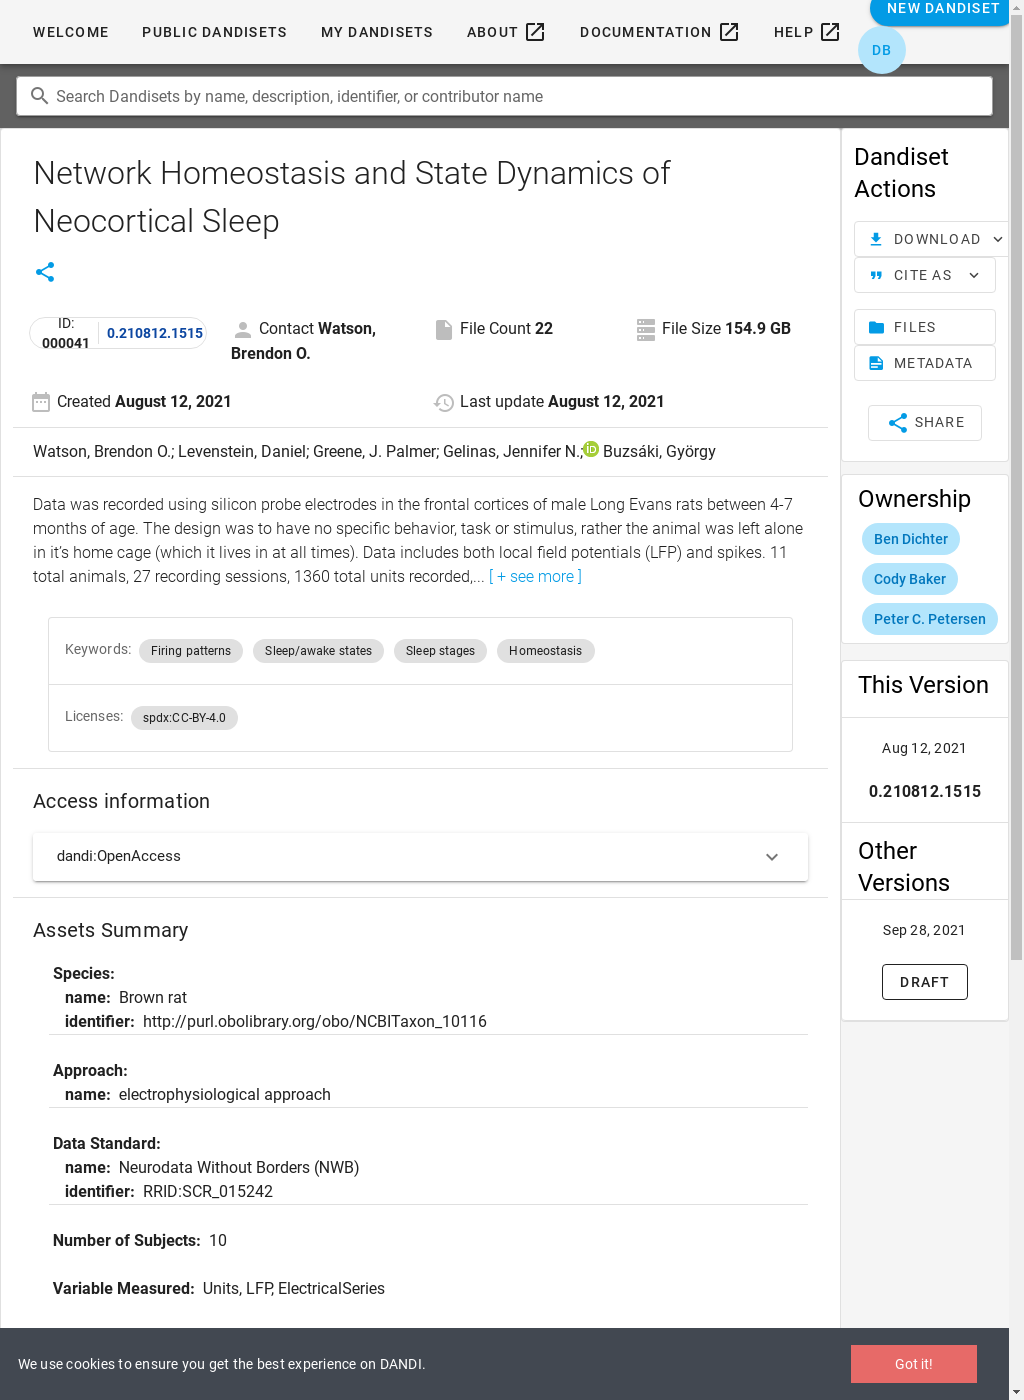 WELCOME PUBLIC DANDISETS MY DANDISETS ABOUT DOCUMENTATION HELP NEW DANDISET
DB
Search Dandisets by name, description, identifier, or contributor name
Network Homeostasis and State Dynamics of
Neocortical Sleep
ID:
000041 0.210812.1515
Contact Watson,
Brendon O.
File Count 22
File Size 154.9 GB
Created August 12, 2021
Last update August 12, 2021
Watson, Brendon O.; Levenstein, Daniel; Greene, J. Palmer; Gelinas, Jennifer N.; iD Buzsáki, György
Data was recorded using silicon probe electrodes in the frontal cortices of male Long Evans rats between 4-7
months of age. The design was to have no specific behavior, task or stimulus, rather the animal was left alone
in it’s home cage (which it lives in at all times). Data includes both local field potentials (LFP) and spikes. 11
total animals, 27 recording sessions, 1360 total units recorded,... [ + see more ]
Keywords: Firing patterns Sleep/awake states Sleep stages Homeostasis
Licenses: spdx:CC-BY-4.0
Access information
dandi:OpenAccess
Assets Summary
Species:
name: Brown rat
identifier: http://purl.obolibrary.org/obo/NCBITaxon_10116
Approach:
name: electrophysiological approach
Data Standard:
name: Neurodata Without Borders (NWB)
identifier: RRID:SCR_015242
Number of Subjects: 10
Variable Measured: Units, LFP, ElectricalSeries
Dandiset
Actions
DOWNLOAD
CITE AS
FILES
METADATA
SHARE
Ownership
Ben Dichter
Cody Baker
Peter C. Petersen
This Version
Aug 12, 2021
0.210812.1515
Other
Versions
Sep 28, 2021
DRAFT
We use cookies to ensure you get the best experience on DANDI.
Got it!